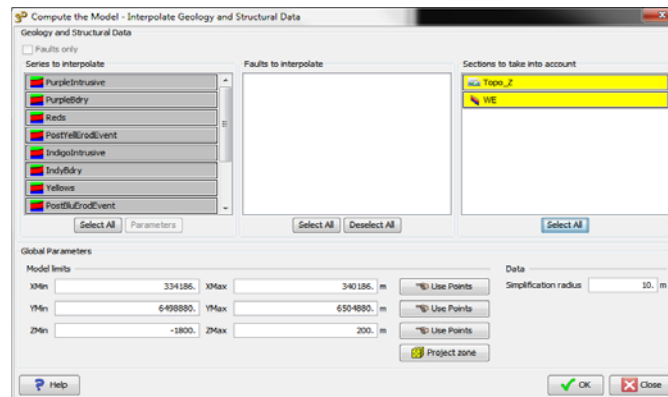 Compute the Model - Interpolate Geology and Structural Data
Geology and Structural Data
Faults only
Series to interpolate
PurpleIntrusive
PurpleBdry
Reds
PostYellErodEvent
IndigoIntrusive
IndyBdry
Yellows
PostBluErodEvent
Select All Parameters
Faults to interpolate
Select All Deselect All
Sections to take into account
Topo_Z
WE
Select All
Global Parameters
Model limits
XMin 334186. XMax 340186. m Use Points
YMin 6498880. YMax 6504880. m Use Points
ZMin -1800. ZMax 200. m Use Points
Project zone
Data
Simplification radius 10. m
Help OK Close